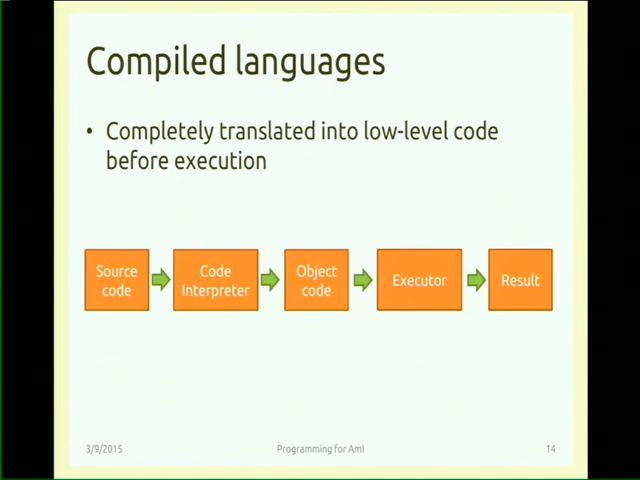 Compiled languages
• Completely translated into low-level code
before execution
Source
code
Code
Interpreter
Object
code
Executor
Result
3/9/2015
Programming for AmI
14